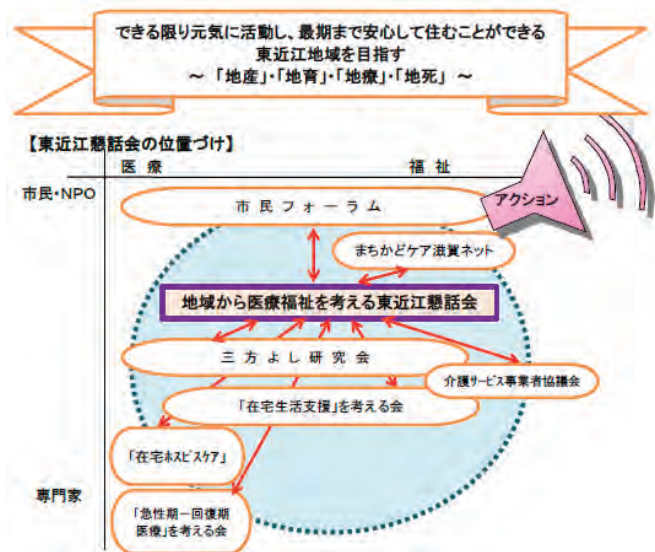 できる限り元気に活動し、最期まで安心して住むことができる
東近江地域を目指す
～ 「地産」・「地育」・「地療」・「地死」 ～
【東近江懇話会の位置づけ】
医 療
福 祉
市民・NPO
市 民 フ ォ ー ラ ム
アクション
まちかどケア滋賀ネット
地域から医療福祉を考える東近江懇話会
三 方 よ し 研 究 会
介護サービス事業者協議会
「在宅生活支援」を考える会
「在宅ホスピスケア」
専門家
「急性期－回復期
医療」を考える会